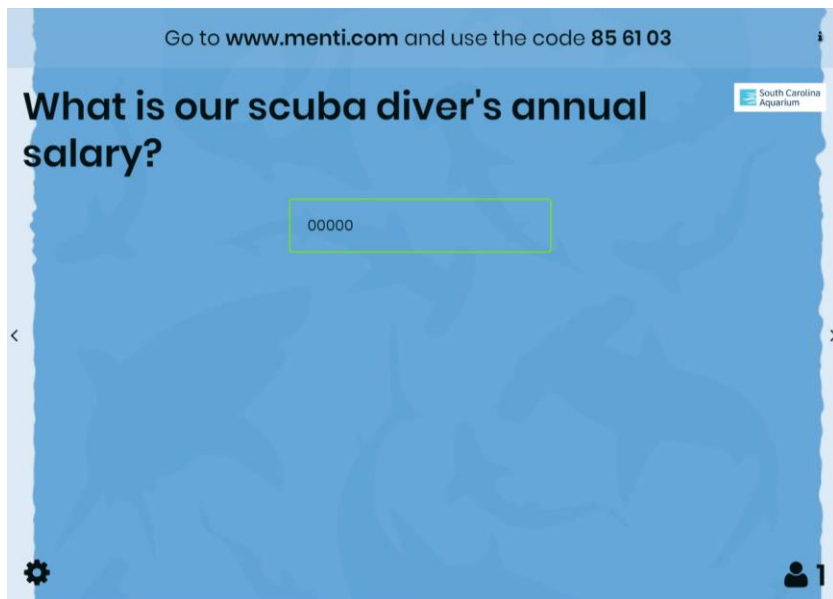 Go to www.menti.com and use the code 85 61 03
South Carolina
Aquarium
What is our scuba diver's annual
salary?
00000
1